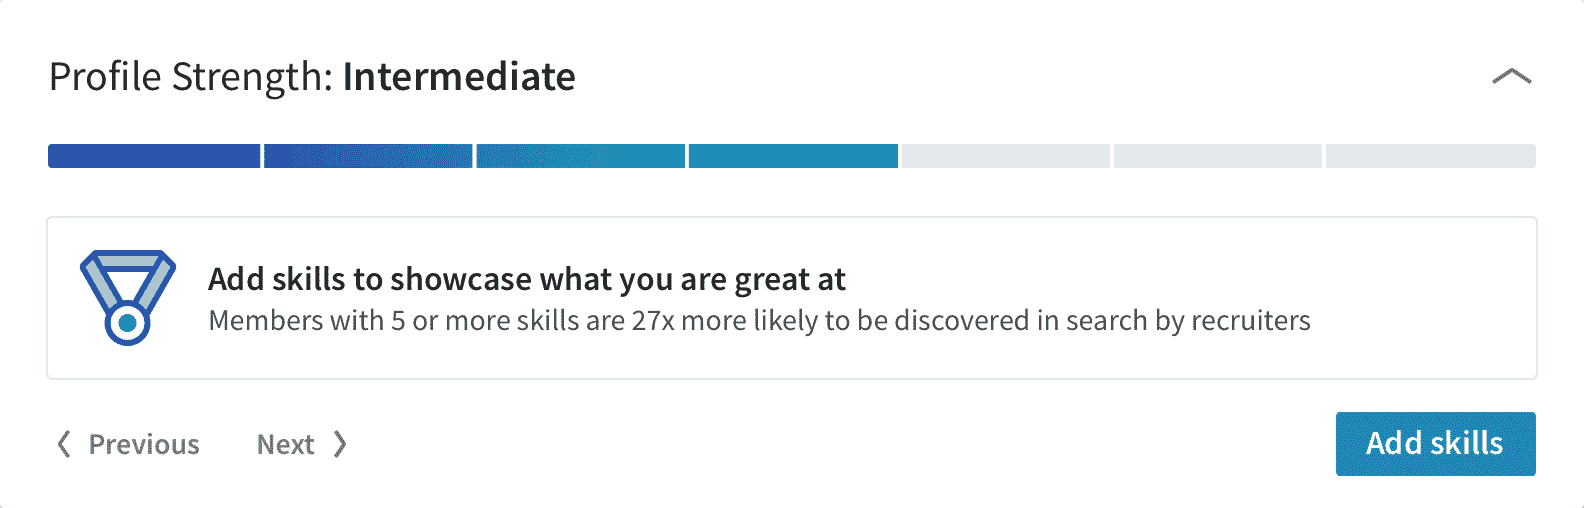 Profile Strength: Intermediate
Add skills to showcase what you are great at
Members with 5 or more skills are 27x more likely to be discovered in search by recruiters
Previous Next Add skills